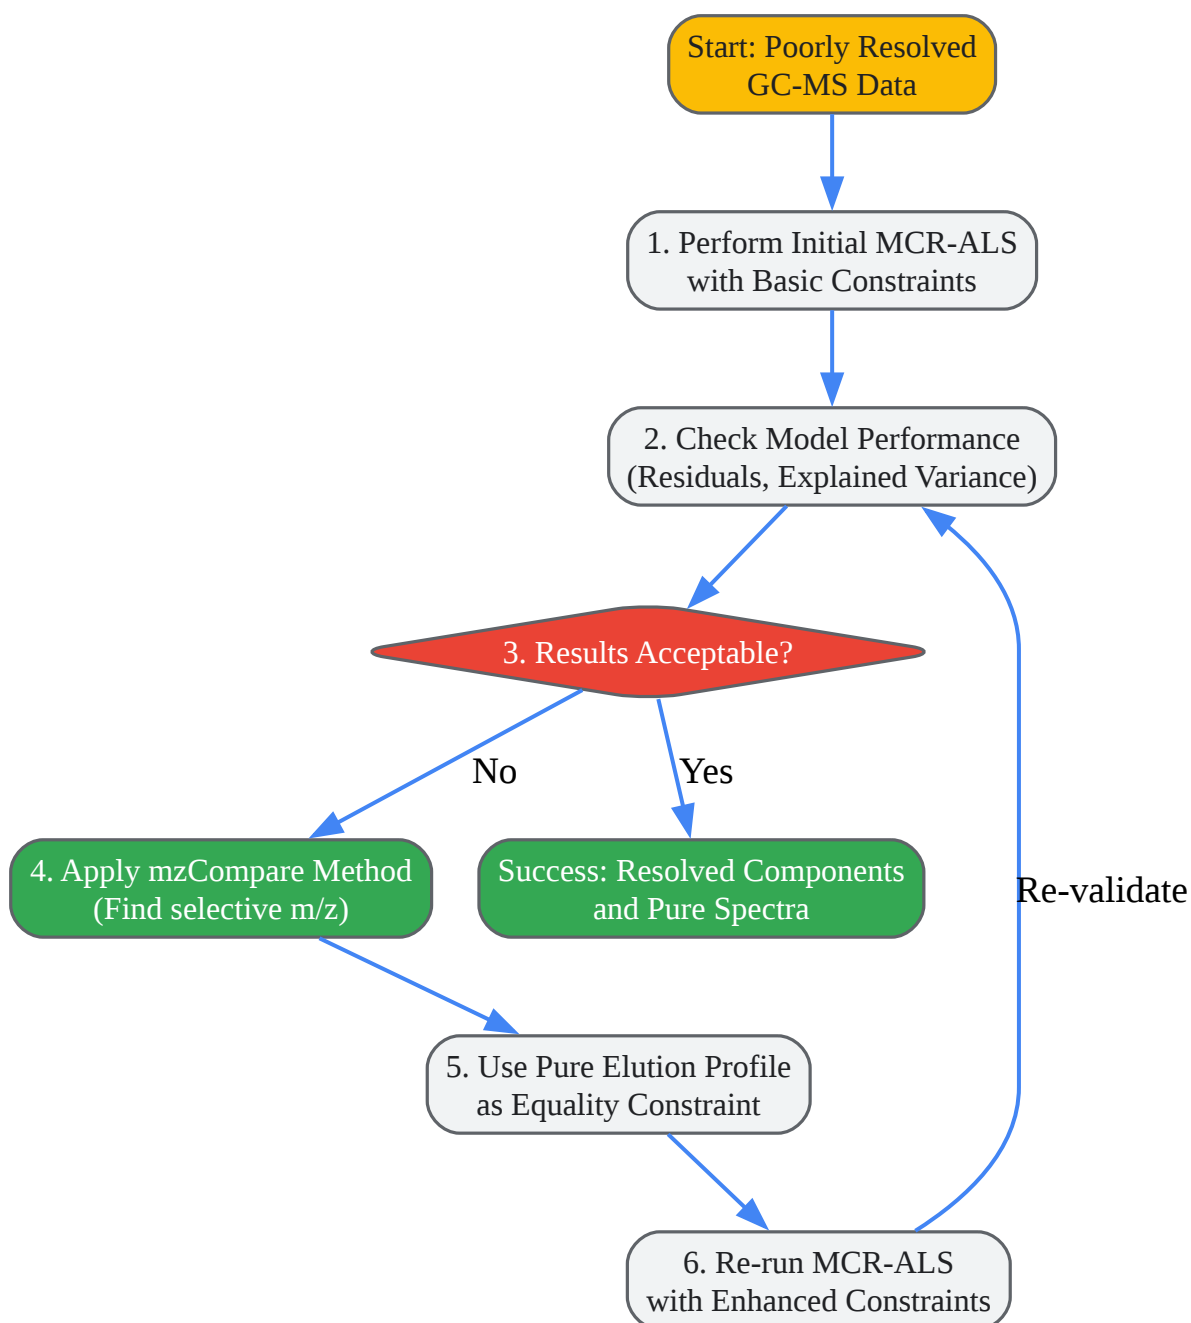 Start: Poorly Resolved
GC-MS Data
1. Perform Initial MCR-ALS
with Basic Constraints
2. Check Model Performance
(Residuals, Explained Variance)
3. Results Acceptable?
No
Yes
4. Apply mzCompare Method
(Find selective m/z)
Success: Resolved Components
and Pure Spectra
Re-validate
5. Use Pure Elution Profile
as Equality Constraint
6. Re-run MCR-ALS
with Enhanced Constraints